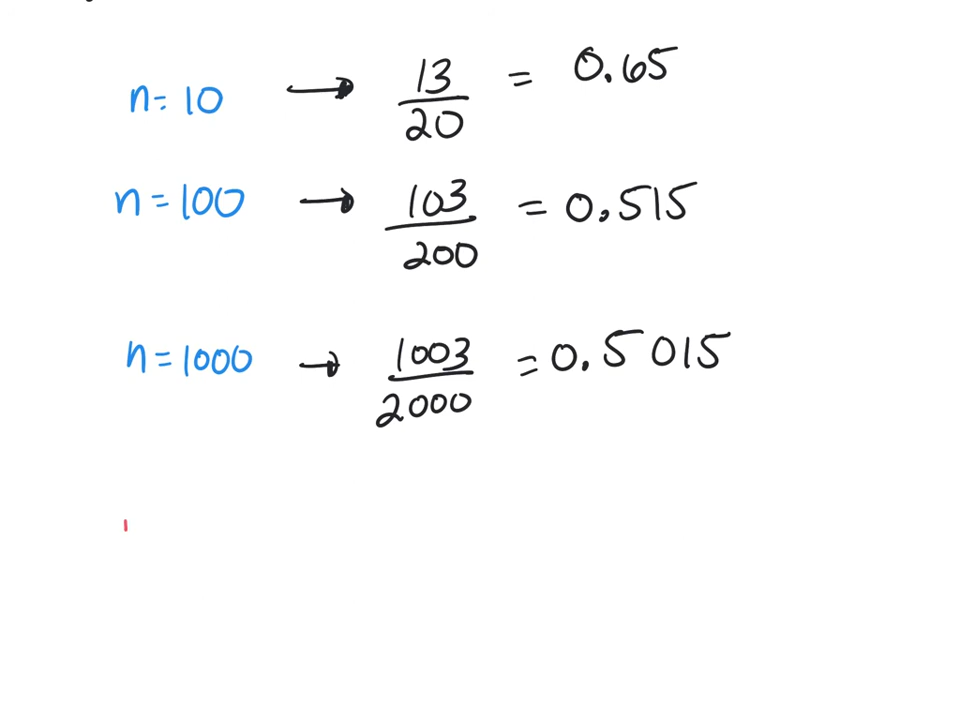 n = 10 → 13/20 = 0.65
n = 100 → 103/200 = 0.515
n = 1000 → 1003/2000 = 0.5015